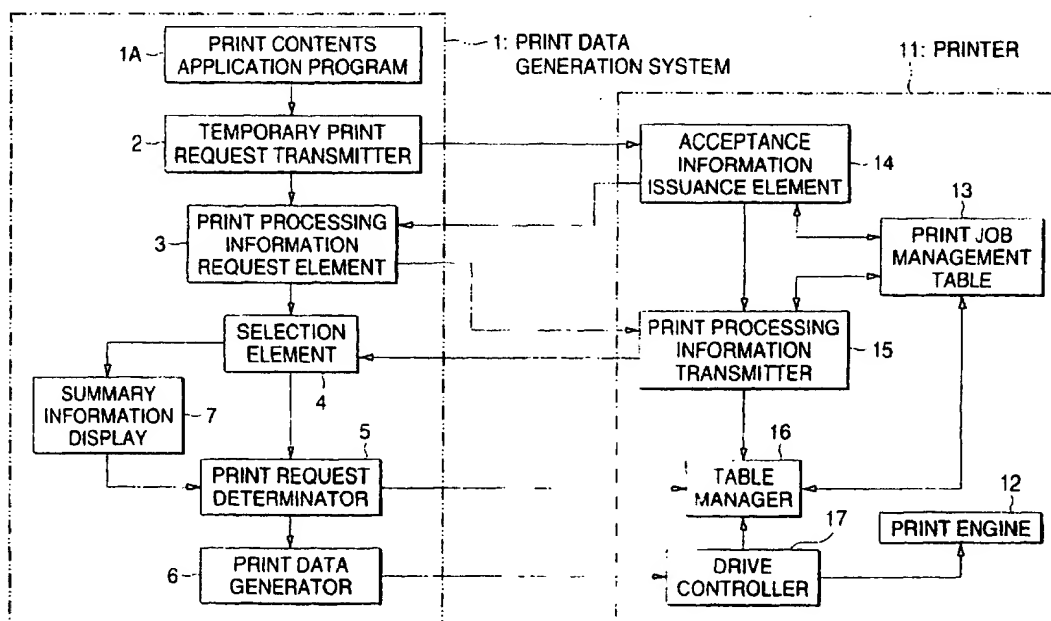 1A
PRINT CONTENTS
APPLICATION PROGRAM
1: PRINT DATA
GENERATION SYSTEM
11: PRINTER
2
TEMPORARY PRINT
REQUEST TRANSMITTER
ACCEPTANCE
INFORMATION
ISSUANCE ELEMENT
14
3
PRINT PROCESSING
INFORMATION
REQUEST ELEMENT
13
PRINT JOB
MANAGEMENT
TABLE
SELECTION
ELEMENT
4
PRINT PROCESSING
INFORMATION
TRANSMITTER
15
SUMMARY
INFORMATION
DISPLAY
7
5
PRINT REQUEST
DETERMINATOR
16
TABLE
MANAGER
12
PRINT ENGINE
6
PRINT DATA
GENERATOR
17
DRIVE
CONTROLLER